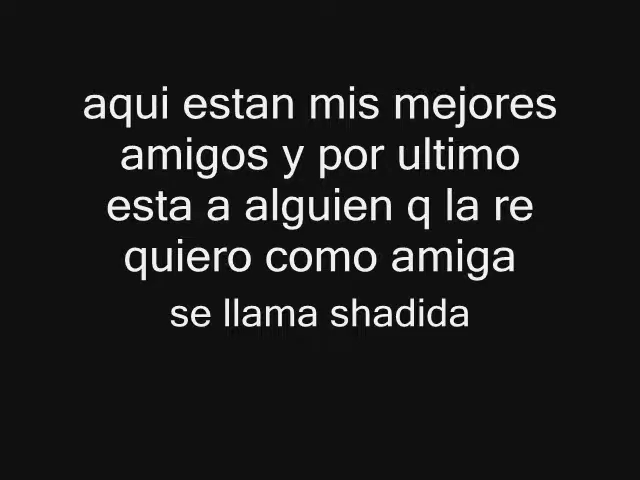 aqui estan mis mejores
amigos y por ultimo
esta a alguien q la re
quiero como amiga
se llama shadida